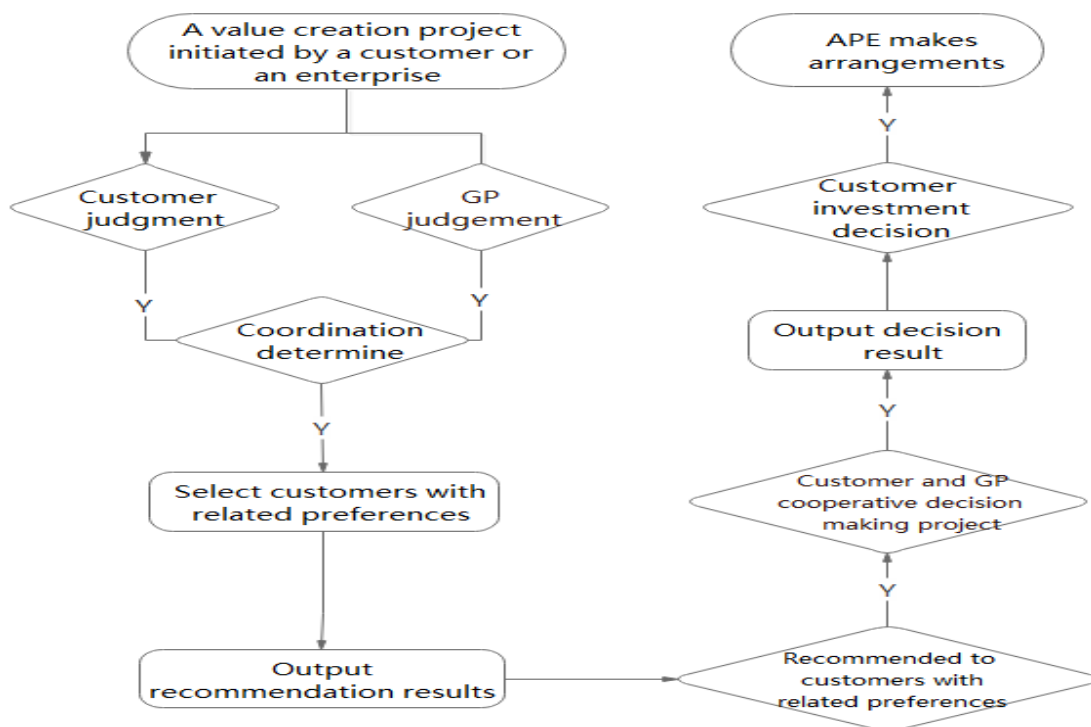 A value creation project
initiated by a customer or
an enterprise
Customer
judgment
GP
judgement
Y
Y
Coordination
determine
Y
Select customers with
related preferences
Output
recommendation results
Recommended to
customers with
related preferences
Y
Customer and GP
cooperative decision
making project
Y
Output decision
result
Customer
investment
decision
Y
APE makes
arrangements